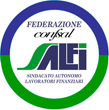 FEDERAZIONE
confsal
SALFi
SINDACATO AUTONOMO
LAVORATORI FINANZIARI